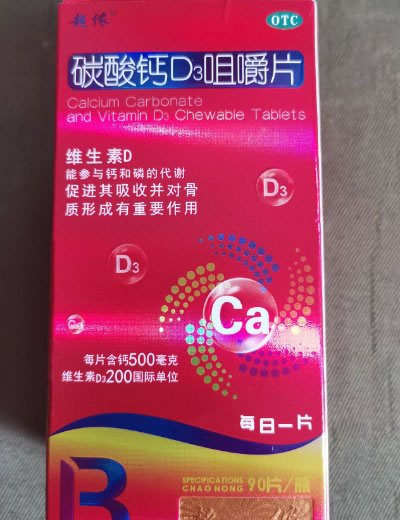 OTC
碳酸钙D3咀嚼片
Calcium Carbonate
and Vitamin D3 Chewable Tablets
维生素D
能参与钙和磷的代谢
促进其吸收并对骨
质形成有重要作用
D3
D3
Ca
Ca
每片含钙500毫克
维生素D3200国际单位
每日一片
SPECIFICATIONS
CHAO NONG
90片/瓶